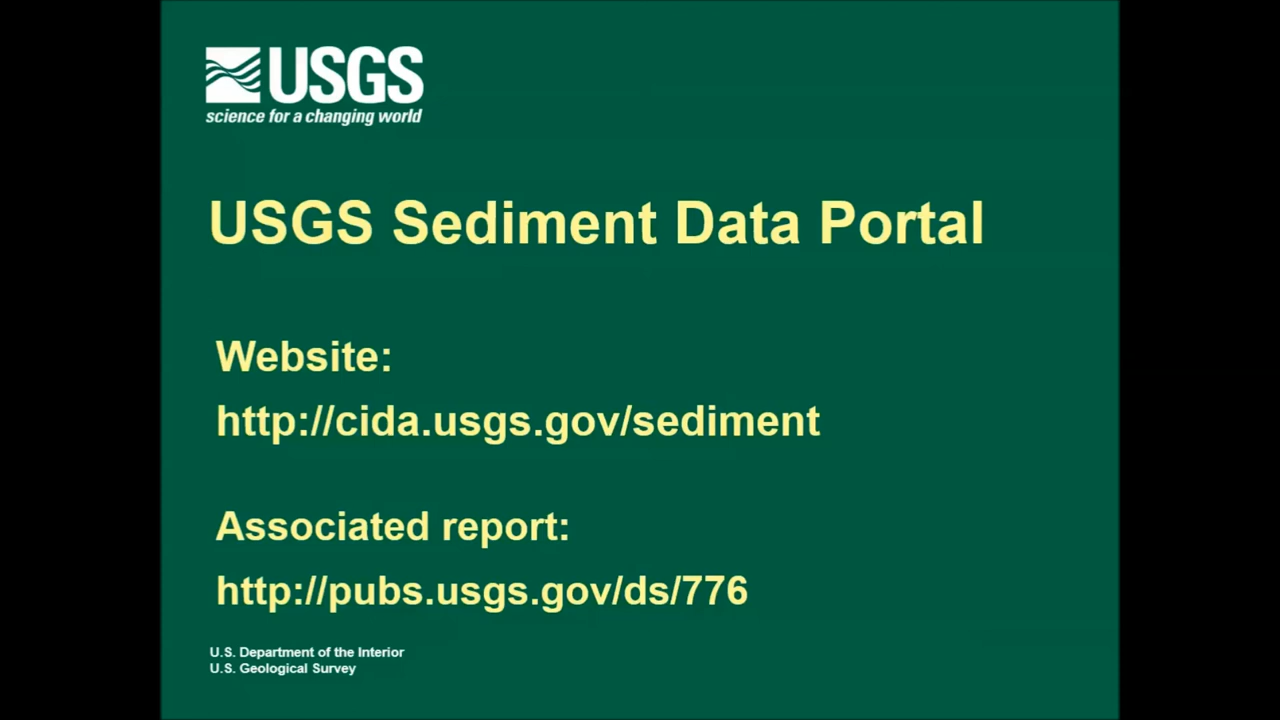 USGS
science for a changing world
USGS Sediment Data Portal
Website:
http://cida.usgs.gov/sediment
Associated report:
http://pubs.usgs.gov/ds/776
U.S. Department of the Interior
U.S. Geological Survey